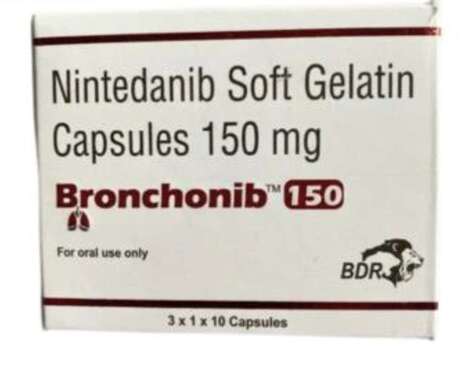 Nintedanib Soft Gelatin
Capsules 150 mg
Bronchonib™ 150
For oral use only
BDR
3 x 1 x 10 Capsules